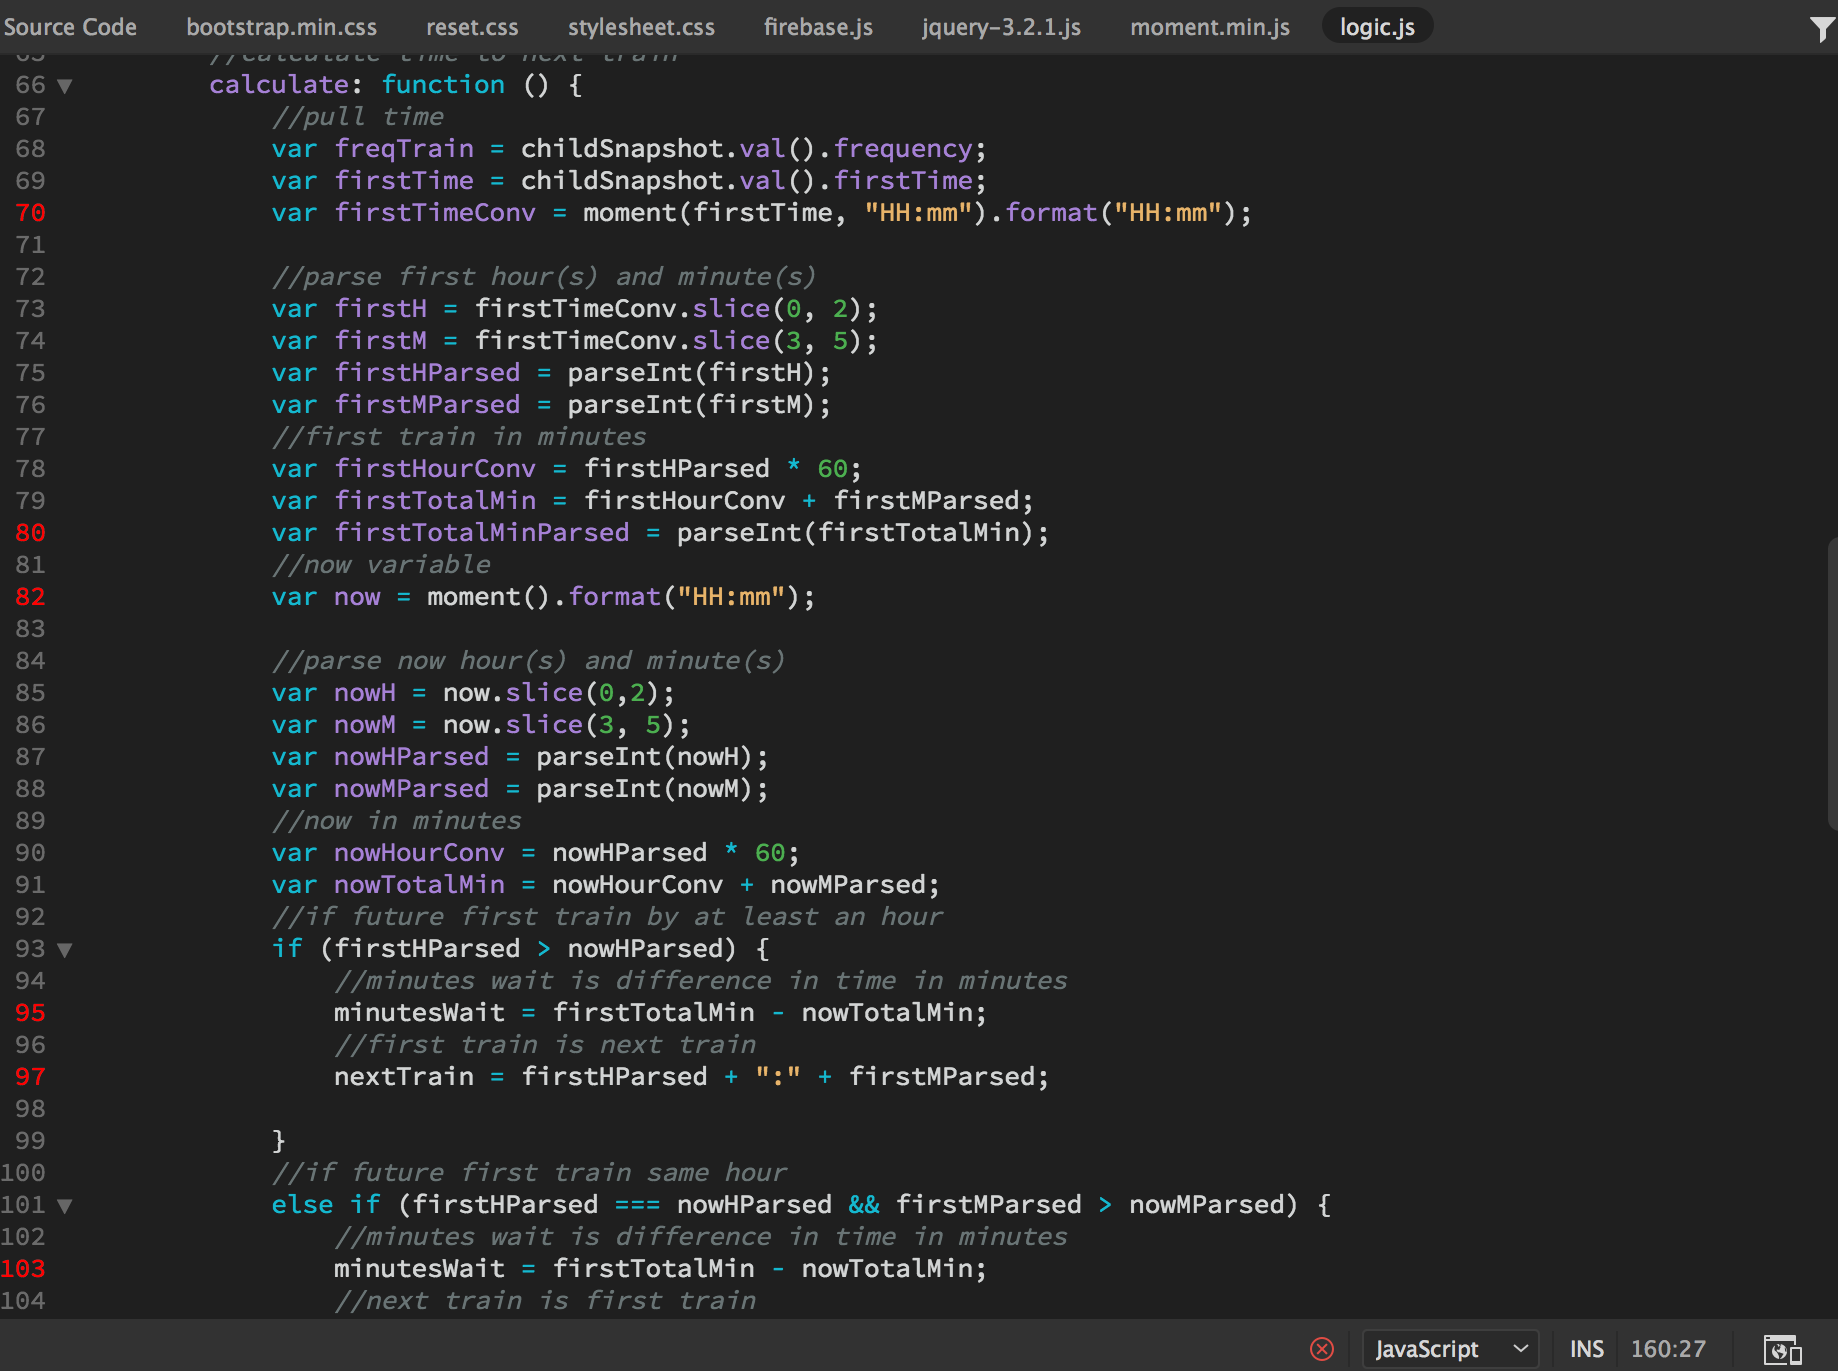 Source Code bootstrap.min.css reset.css stylesheet.css firebase.js jquery-3.2.1.js moment.min.js logic.js
65 //calculate time to next train
66 calculate: function () {
67 //pull time
68 var freqTrain = childSnapshot.val().frequency;
69 var firstTime = childSnapshot.val().firstTime;
70 var firstTimeConv = moment(firstTime, "HH:mm").format("HH:mm");
71
72 //parse first hour(s) and minute(s)
73 var firstH = firstTimeConv.slice(0, 2);
74 var firstM = firstTimeConv.slice(3, 5);
75 var firstHParsed = parseInt(firstH);
76 var firstMParsed = parseInt(firstM);
77 //first train in minutes
78 var firstHourConv = firstHParsed * 60;
79 var firstTotalMin = firstHourConv + firstMParsed;
80 var firstTotalMinParsed = parseInt(firstTotalMin);
81 //now variable
82 var now = moment().format("HH:mm");
83
84 //parse now hour(s) and minute(s)
85 var nowH = now.slice(0,2);
86 var nowM = now.slice(3, 5);
87 var nowHParsed = parseInt(nowH);
88 var nowMParsed = parseInt(nowM);
89 //now in minutes
90 var nowHourConv = nowHParsed * 60;
91 var nowTotalMin = nowHourConv + nowMParsed;
92 //if future first train by at least an hour
93 if (firstHParsed > nowHParsed) {
94 //minutes wait is difference in time in minutes
95 minutesWait = firstTotalMin - nowTotalMin;
96 //first train is next train
97 nextTrain = firstHParsed + ":" + firstMParsed;
98
99 }
100 //if future first train same hour
101 else if (firstHParsed === nowHParsed && firstMParsed > nowMParsed) {
102 //minutes wait is difference in time in minutes
103 minutesWait = firstTotalMin - nowTotalMin;
104 //next train is first train
JavaScript INS 160:27